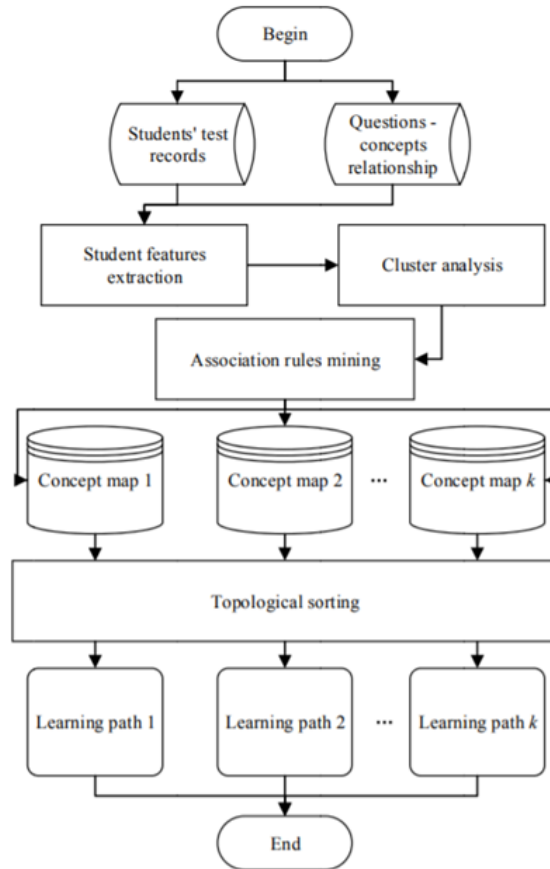 Begin
Students' test
records
Questions -
concepts
relationship
Student features
extraction
Cluster analysis
Association rules mining
Concept map 1
Concept map 2
...
Concept map k
Topological sorting
Learning path 1
Learning path 2
...
Learning path k
End